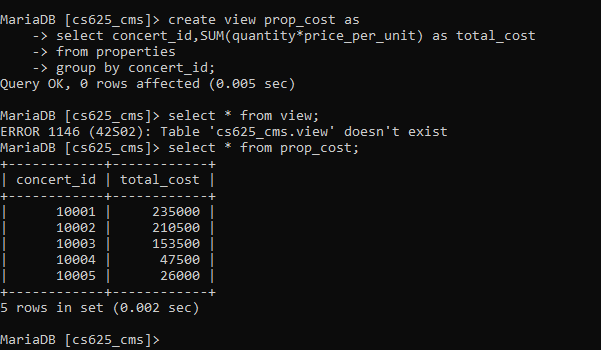 MariaDB [cs625_cms]> create view prop_cost as
    -> select concert_id,SUM(quantity*price_per_unit) as total_cost
    -> from properties
    -> group by concert_id;
Query OK, 0 rows affected (0.005 sec)

MariaDB [cs625_cms]> select * from view;
ERROR 1146 (42S02): Table 'cs625_cms.view' doesn't exist
MariaDB [cs625_cms]> select * from prop_cost;
+------------+------------+
| concert_id | total_cost |
+------------+------------+
|      10001 |     235000 |
|      10002 |     210500 |
|      10003 |     153500 |
|      10004 |      47500 |
|      10005 |      26000 |
+------------+------------+
5 rows in set (0.002 sec)

MariaDB [cs625_cms]>